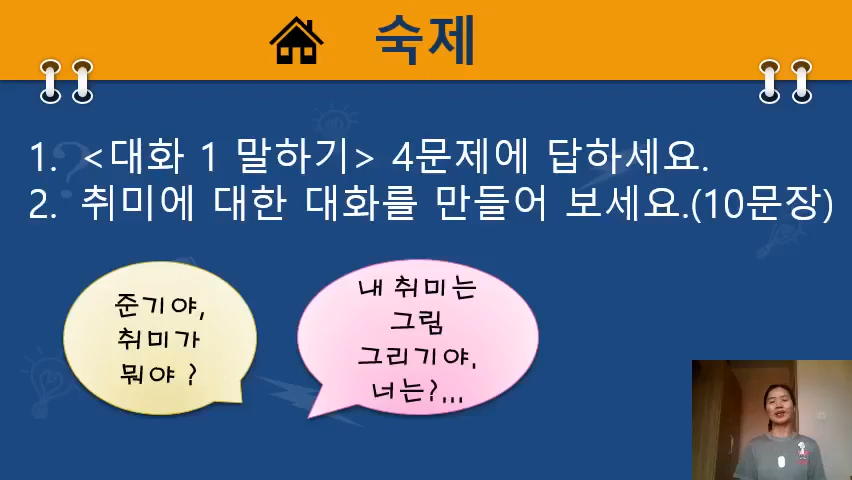 숙제
1. <대화 1 말하기> 4문제에 답하세요.
2. 취미에 대한 대화를 만들어 보세요.(10문장)
준기야,
취미가
뭐야 ?
내 취미는
그림
그리기야,
너는?...